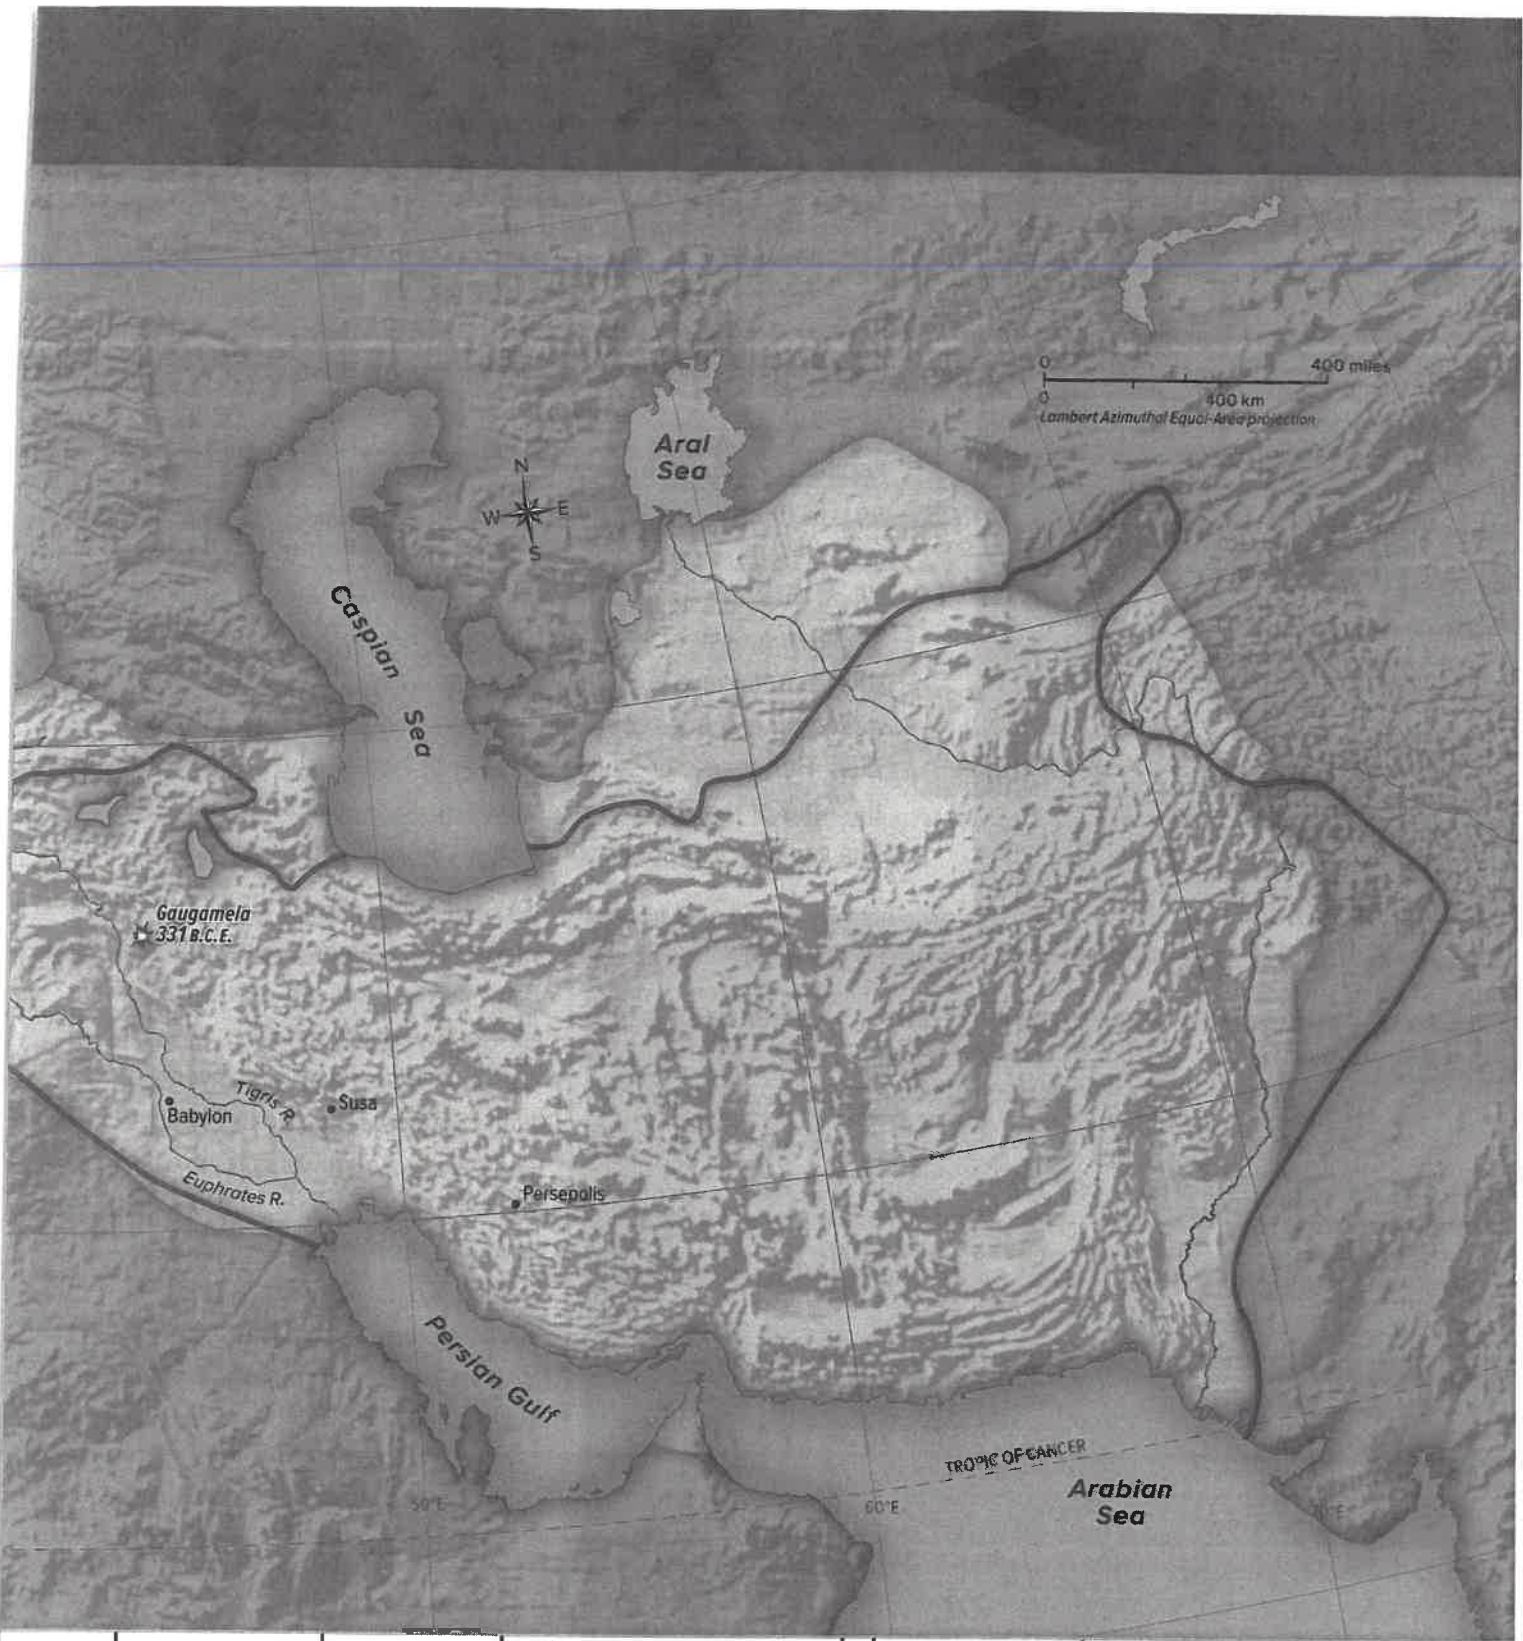 0
400 miles
0
400 km
Lambert Azimuthal Equal-Area projection
Aral
Sea
N
W
E
S
Caspian
Sea
Gaugamela
331 B.C.E.
Tigris R.
Susa
Babylon
Euphrates R.
Persepolis
Persian Gulf
TROPIC OF CANCER
50°E
60°E
Arabian
Sea